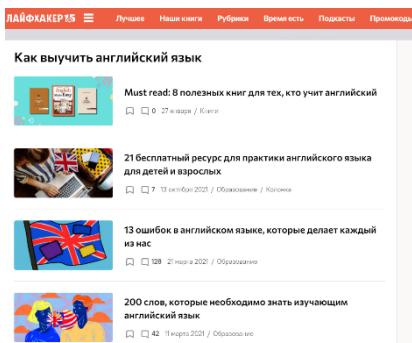 ЛАЙФХАКЕР
Лучшее Наши книги Рубрики Время есть Подкасты Промокоды
Как выучить английский язык
Must read: 8 полезных книг для тех, кто учит английский
0 27 января / Книги
21 бесплатный ресурс для практики английского языка
для детей и взрослых
7 13 октября 2021 / Образование / Колонка
13 ошибок в английском языке, которые делает каждый
из нас
128 21 марта 2021 / Образование
200 слов, которые необходимо знать изучающим
английский язык
42 11 марта 2021 / Образование